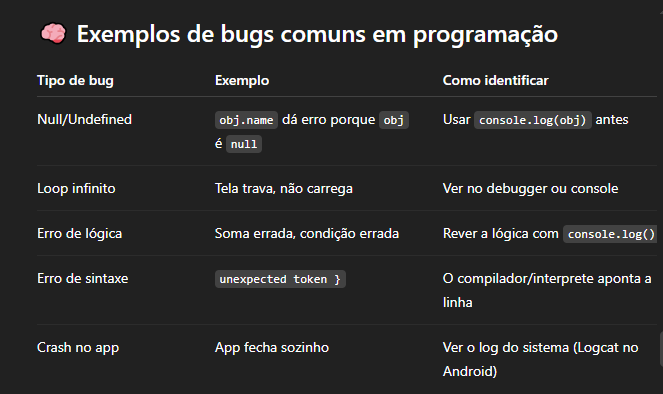 🧠 Exemplos de bugs comuns em programação
Tipo de bug Exemplo Como identificar
Null/Undefined obj.name dá erro porque obj é null Usar console.log(obj) antes
Loop infinito Tela trava, não carrega Ver no debugger ou console
Erro de lógica Soma errada, condição errada Rever a lógica com console.log()
Erro de sintaxe unexpected token } O compilador/interprete aponta a linha
Crash no app App fecha sozinho Ver o log do sistema (Logcat no Android)